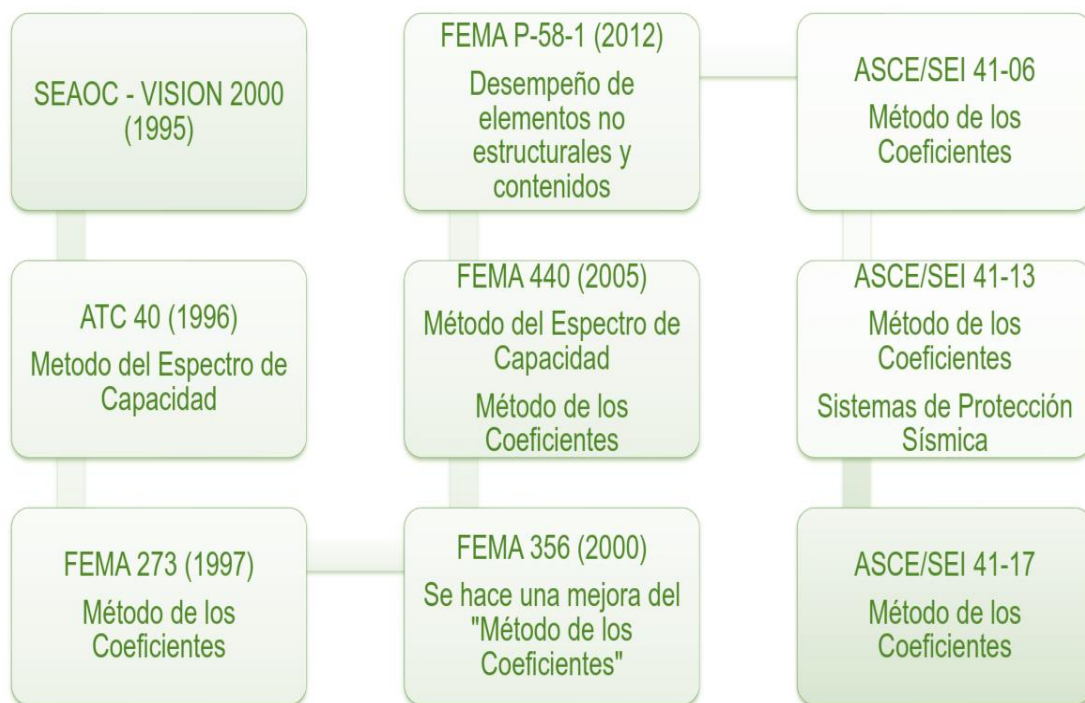 SEAOC - VISION 2000
(1995)
ATC 40 (1996)
Metodo del Espectro de
Capacidad
FEMA 273 (1997)
Método de los
Coeficientes
FEMA 356 (2000)
Se hace una mejora del
"Método de los
Coeficientes"
FEMA 440 (2005)
Método del Espectro de
Capacidad
Método de los
Coeficientes
FEMA P-58-1 (2012)
Desempeño de
elementos no
estructurales y
contenidos
ASCE/SEI 41-06
Método de los
Coeficientes
ASCE/SEI 41-13
Método de los
Coeficientes
Sistemas de Protección
Sísmica
ASCE/SEI 41-17
Método de los
Coeficientes